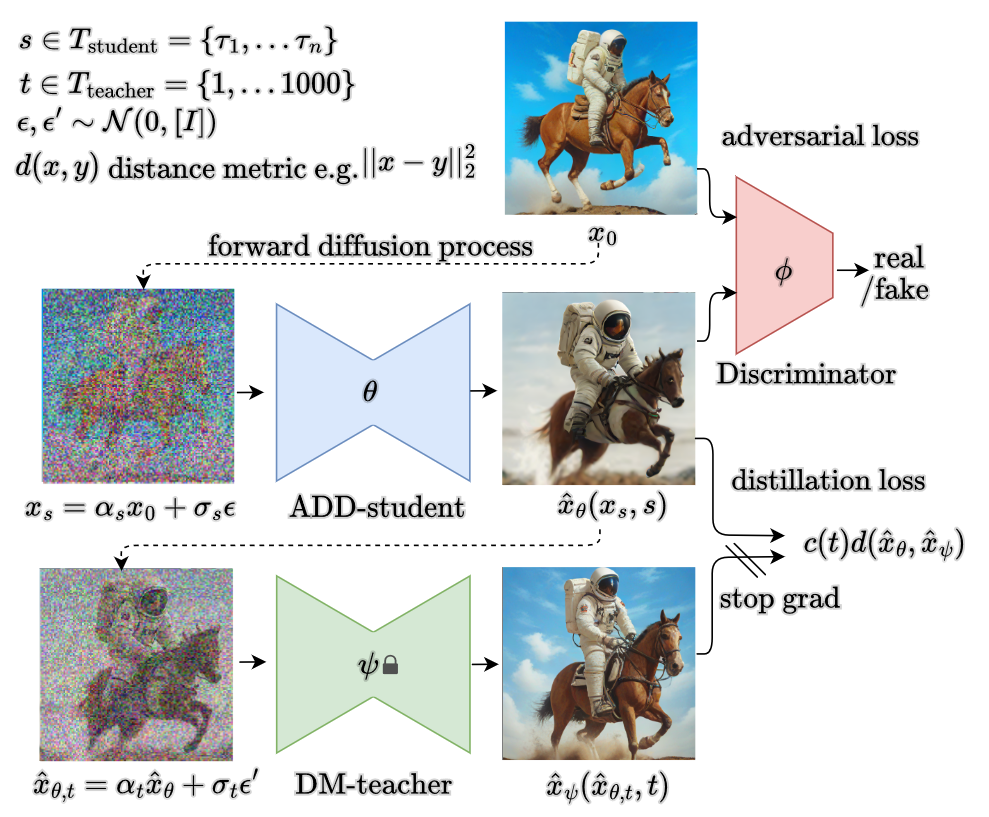 s ∈ T_student = {τ_1, … τ_n}
t ∈ T_teacher = {1, … 1000}
ϵ, ϵ′ ∼ 𝒩(0, [I])
d(x, y) distance metric e.g. ||x − y||_2^2
adversarial loss
x_0
forward diffusion process
ϕ
real
/fake
θ
Discriminator
x_s = α_s x_0 + σ_s ϵ
ADD-student
x̂_θ(x_s, s)
distillation loss
c(t)d(x̂_θ, x̂_ψ)
stop grad
ψ
x̂_θ,t = α_t x̂_θ + σ_t ϵ′
DM-teacher
x̂_ψ(x̂_θ,t, t)